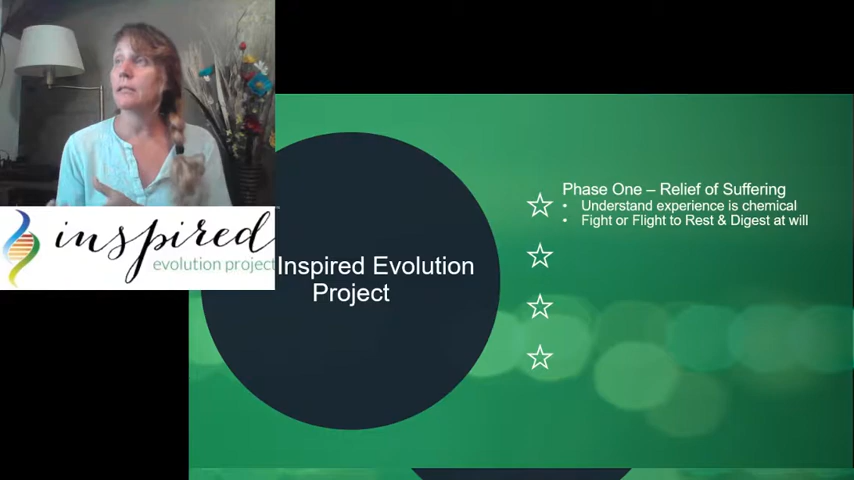 inspired
evolution project
Inspired Evolution
Project
Phase One – Relief of Suffering
• Understand experience is chemical
• Fight or Flight to Rest & Digest at will